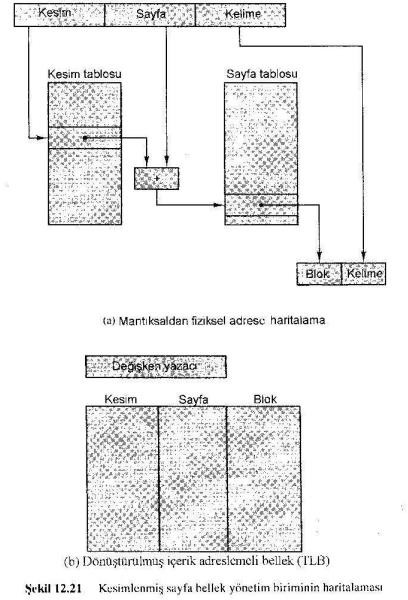 Kesim Sayfa Kelime
Kesim tablosu Sayfa tablosu
+
Blok Kelime
(a) Mantıksaldan fiziksel adrese haritalama
Değişken yazacı
Kesim Sayfa Blok
(b) Dönüştürülmüş içerik adreslemeli bellek (TLB)
Şekil 12.21 Kesimlenmiş sayfa bellek yönetim biriminin haritalaması